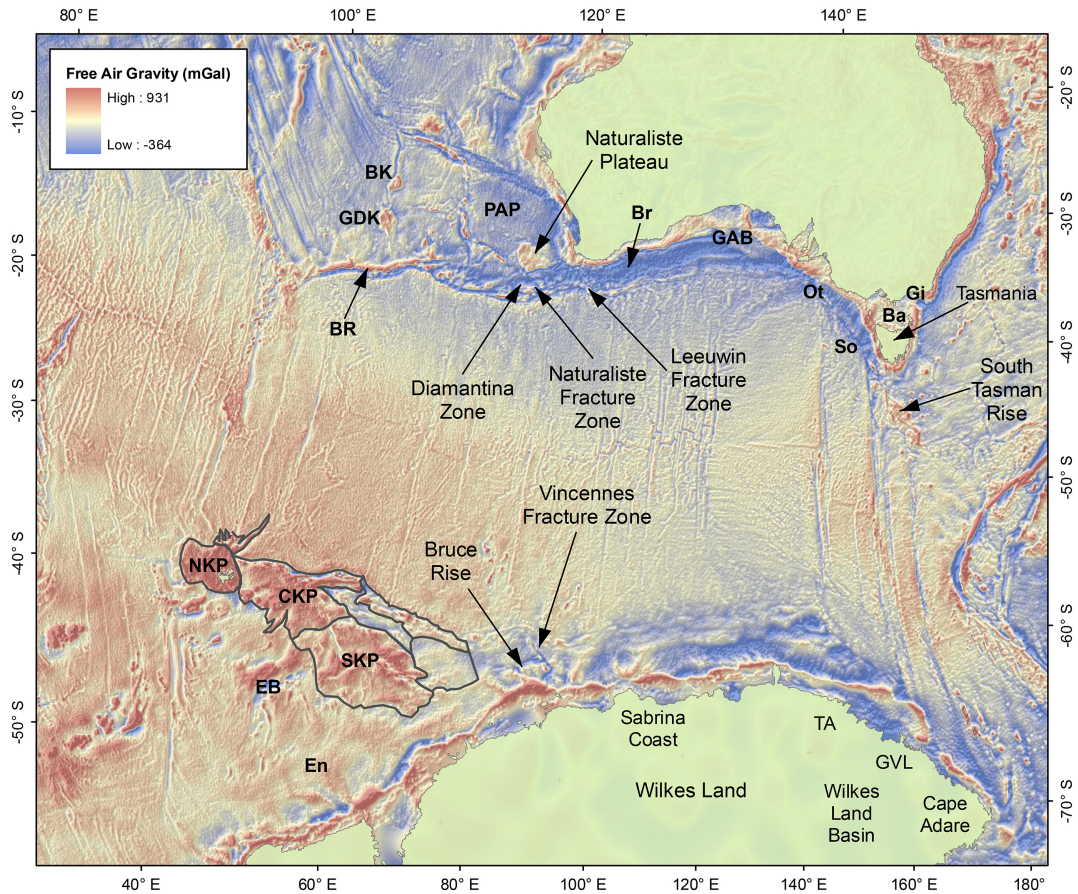 80° E 100° E 120° E 140° E
Free Air Gravity (mGal)
High : 931
Low : -364
-10° S
-20° S
-30° S
-40° S
-50° S
-20° S
-30° S
-40° S
-50° S
-60° S
-70° S
Naturaliste
Plateau
BK
GDK
PAP
Br
GAB
BR
Ot
Gi
Ba
Tasmania
So
South
Tasman
Rise
Diamantina
Zone
Naturaliste
Fracture
Zone
Leeuwin
Fracture
Zone
Vincennes
Fracture Zone
Bruce
Rise
NKP
CKP
SKP
EB
En
Sabrina
Coast
TA
GVL
Wilkes Land
Wilkes
Land
Basin
Cape
Adare
40° E 60° E 80° E 100° E 120° E 140° E 160° E 180°